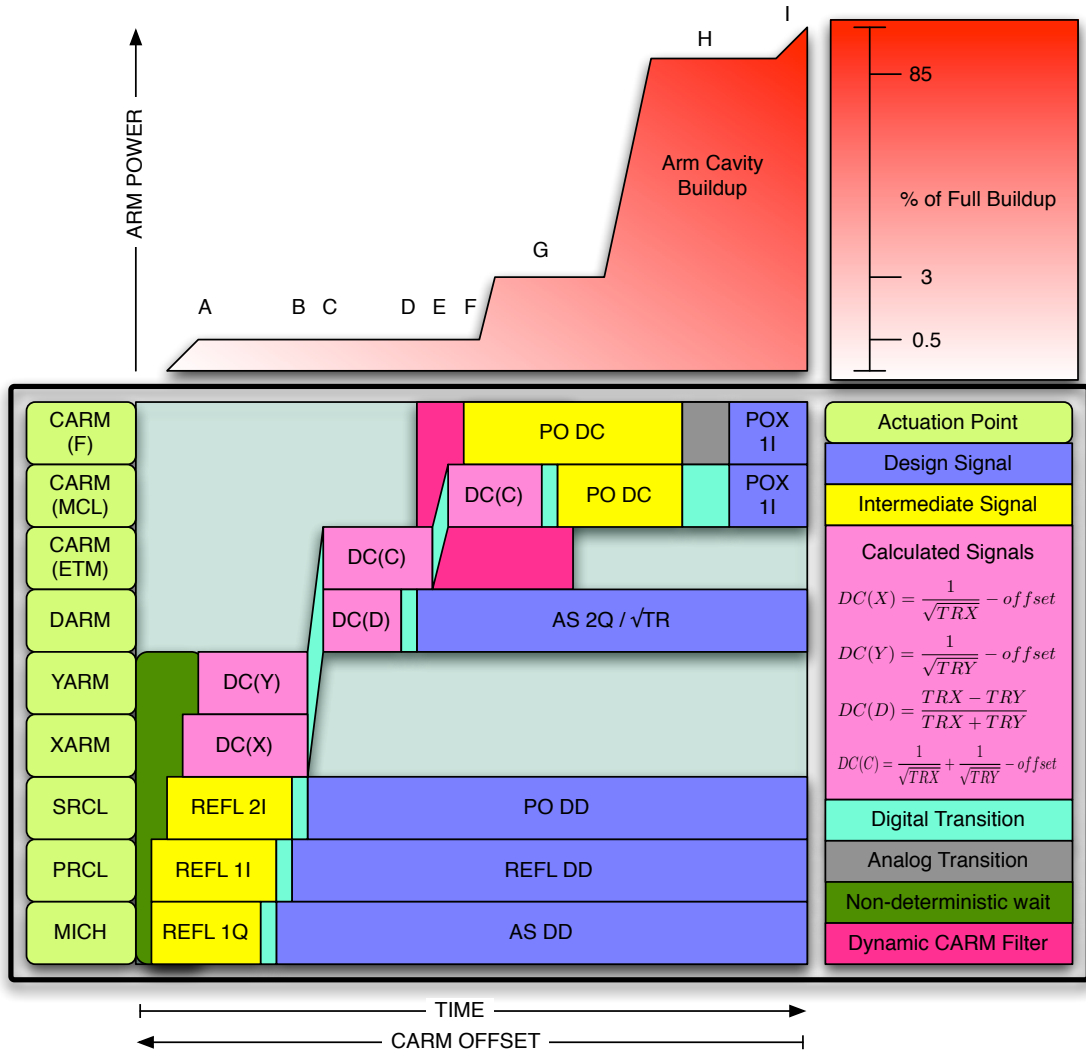 ARM POWER
A
B
C
D
E
F
G
H
I
Arm Cavity
Buildup
85
% of Full Buildup
3
0.5
CARM
(F)
PO DC
POX
1I
CARM
(MCL)
DC(C)
PO DC
POX
1I
CARM
(ETM)
DC(C)
DARM
DC(D)
AS 2Q / √TR
YARM
DC(Y)
XARM
DC(X)
SRCL
REFL 2I
PO DD
PRCL
REFL 1I
REFL DD
MICH
REFL 1Q
AS DD
Actuation Point
Design Signal
Intermediate Signal
Calculated Signals
DC(X) = 1/√TRX − offset
DC(Y) = 1/√TRY − offset
DC(D) = TRX − TRY / TRX + TRY
DC(C) = 1/√TRX + 1/√TRY − offset
Digital Transition
Analog Transition
Non-deterministic wait
Dynamic CARM Filter
TIME
CARM OFFSET